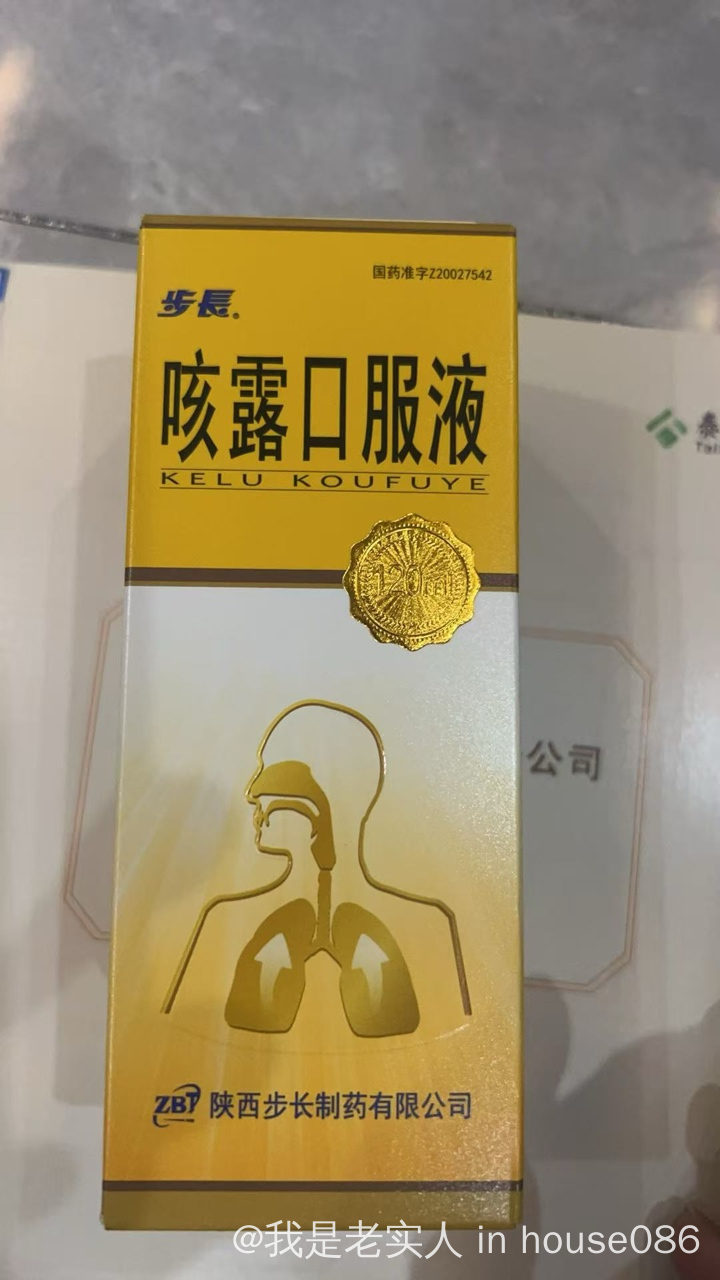 国药准字Z20027542
步長
咳露口服液
KELU KOUFUYE
120ml
泰
公司
ZBT 陕西步长制药有限公司
@我是老实人 in house086